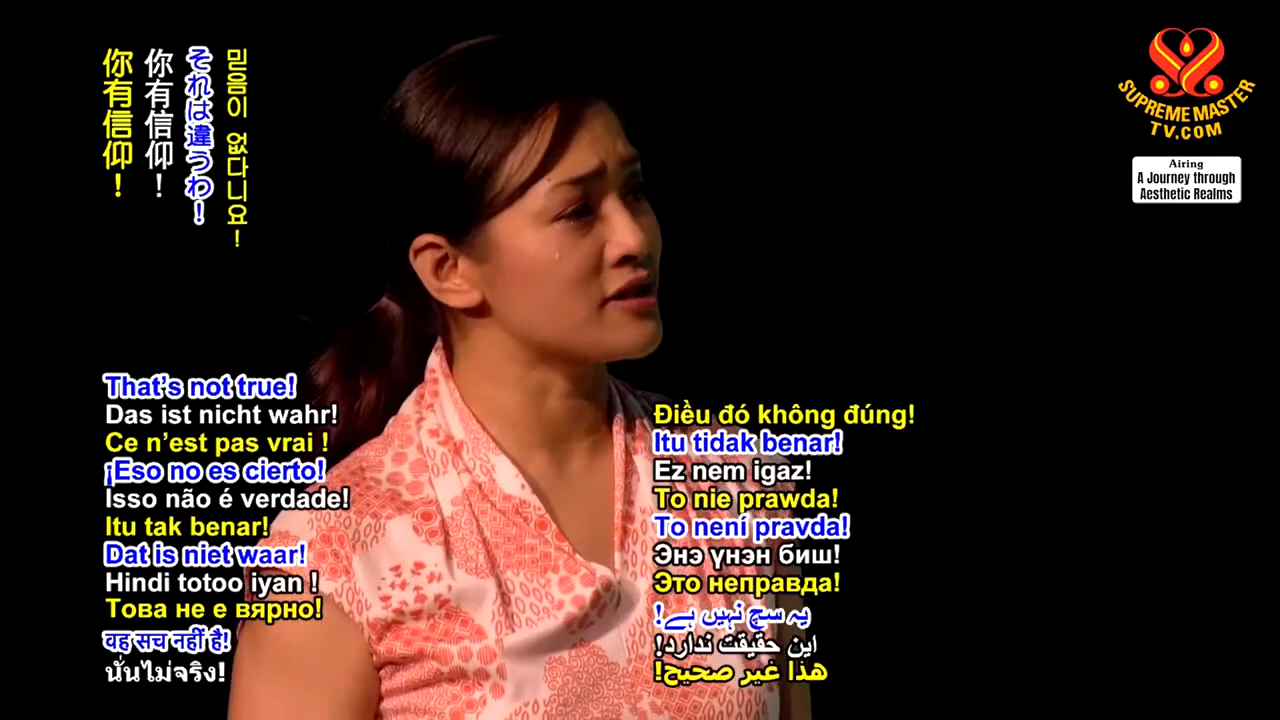 你有信仰！
你有信仰！
それは違うわ！
믿음이 없다니요!
SUPREME MASTER
TV.COM
Airing
A Journey through
Aesthetic Realms
That's not true!
Das ist nicht wahr!
Ce n'est pas vrai !
¡Eso no es cierto!
Isso não é verdade!
Itu tak benar!
Dat is niet waar!
Hindi totoo iyan !
Това не е вярно!
वह सच नहीं है!
นั่นไม่จริง!
Điều đó không đúng!
Itu tidak benar!
Ez nem igaz!
To nie prawda!
To není pravda!
Энэ үнэн биш!
Это неправда!
یہ سچ نہیں ہے!
این حقیقت ندارد!
هذا غير صحيح!